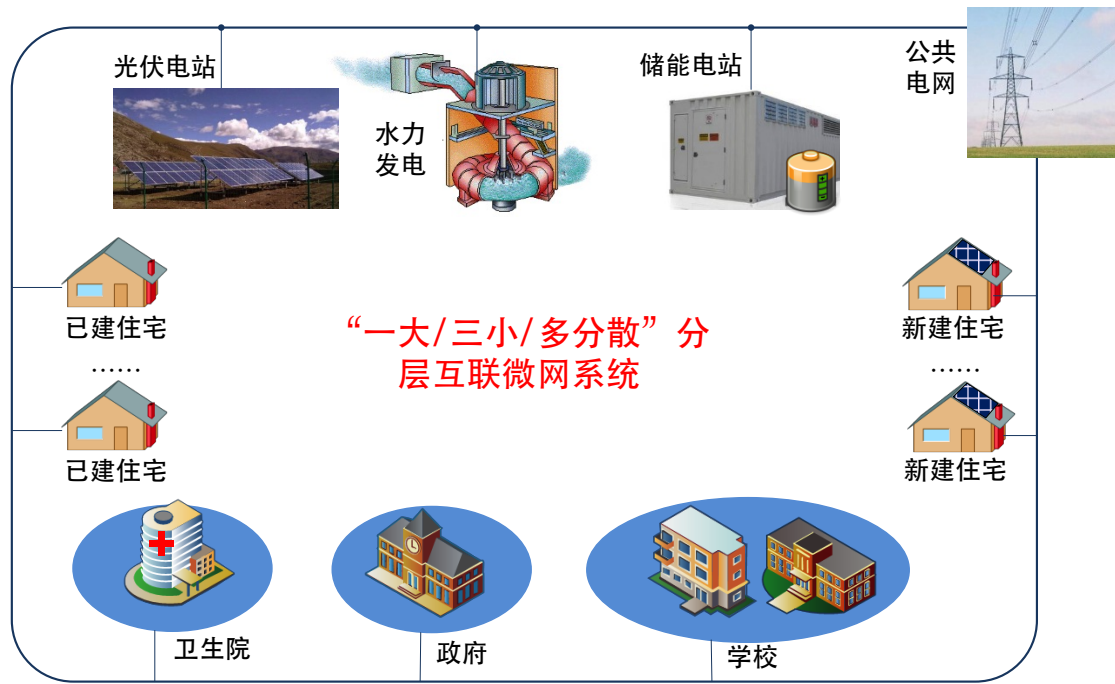 光伏电站
水力
发电
储能电站
公共
电网
已建住宅
……
已建住宅
“一大/三小/多分散”分
层互联微网系统
新建住宅
……
新建住宅
卫生院
政府
学校